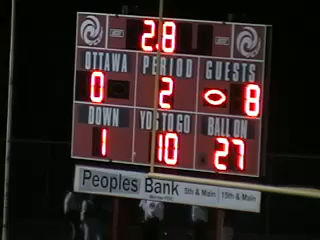 2.8
OTTAWA PERIOD GUESTS
0 2 8
DOWN YDS TO GO BALL ON
1 10 27
Peoples Bank 5th & Main 15th & Main